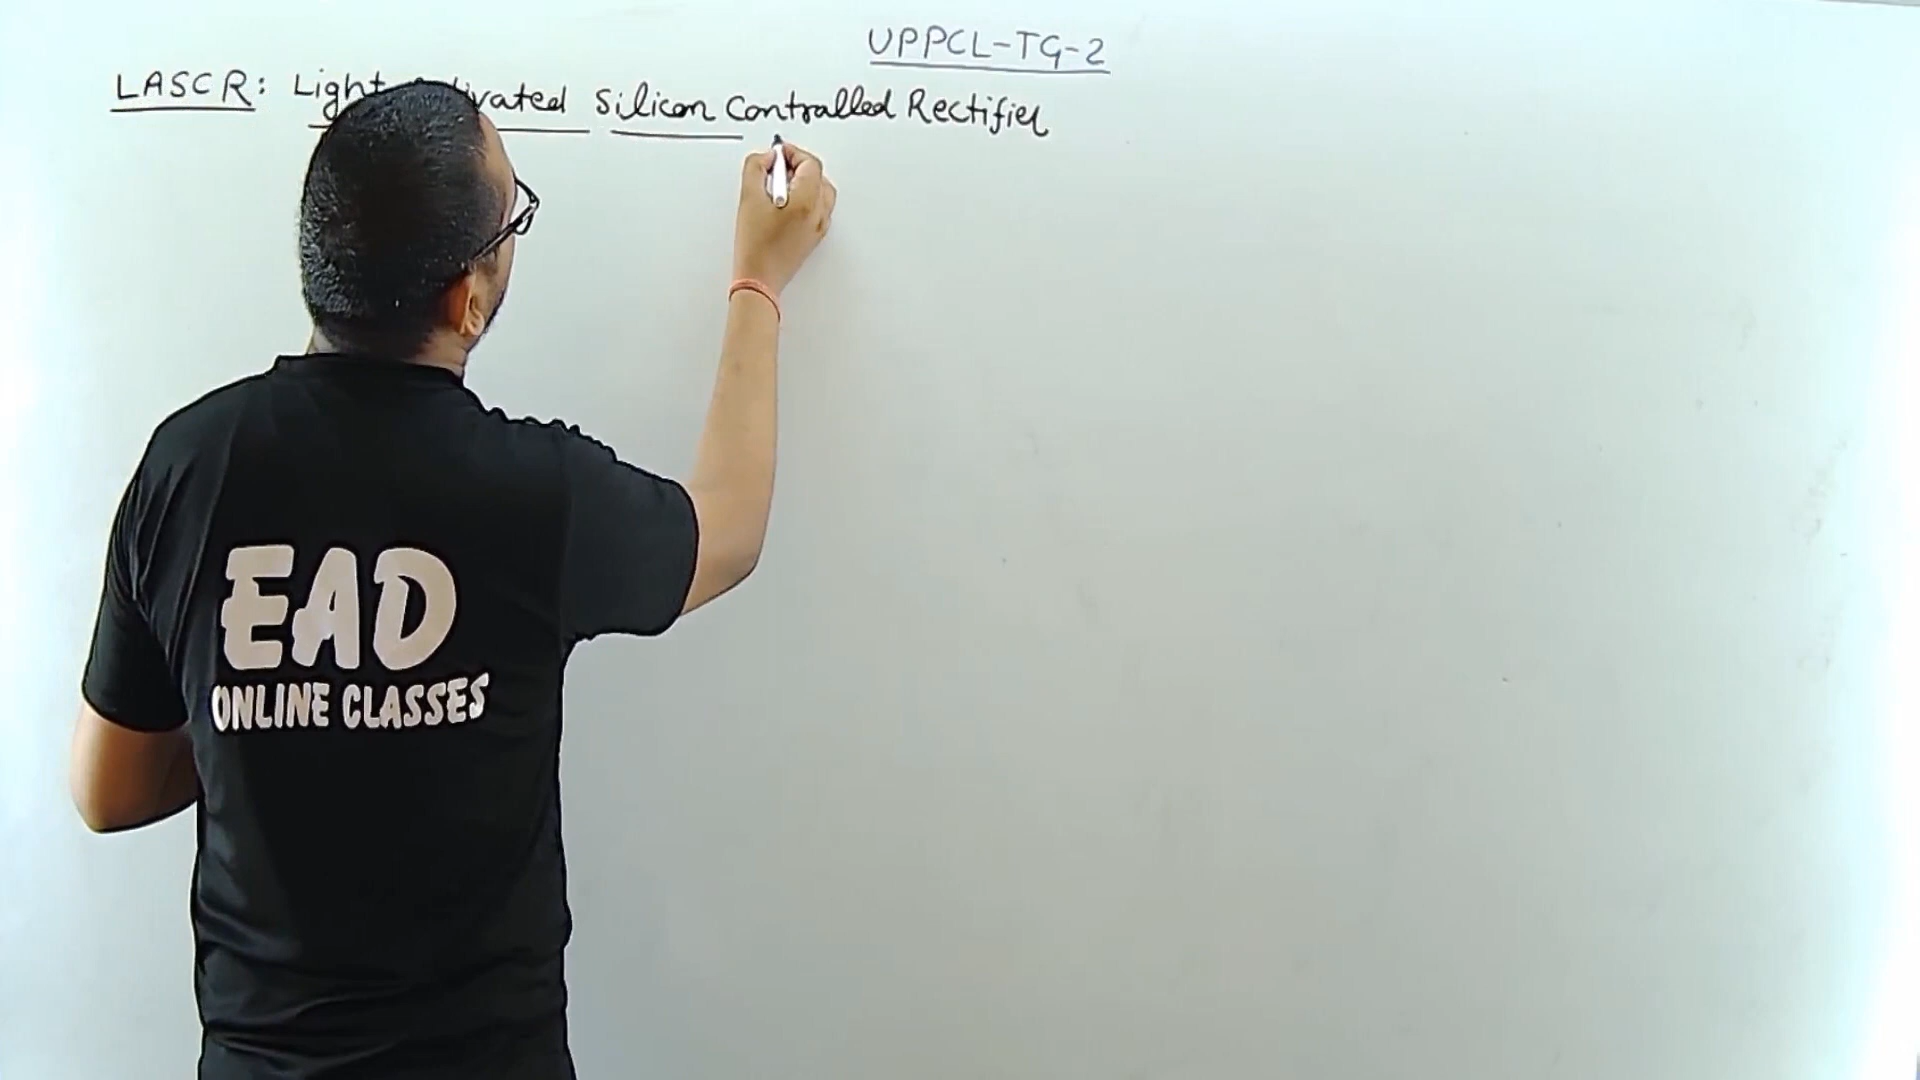 UPPCL-TG-2
LASCR: Light Silicon Controlled Rectifier
EAD
ONLINE CLASSES